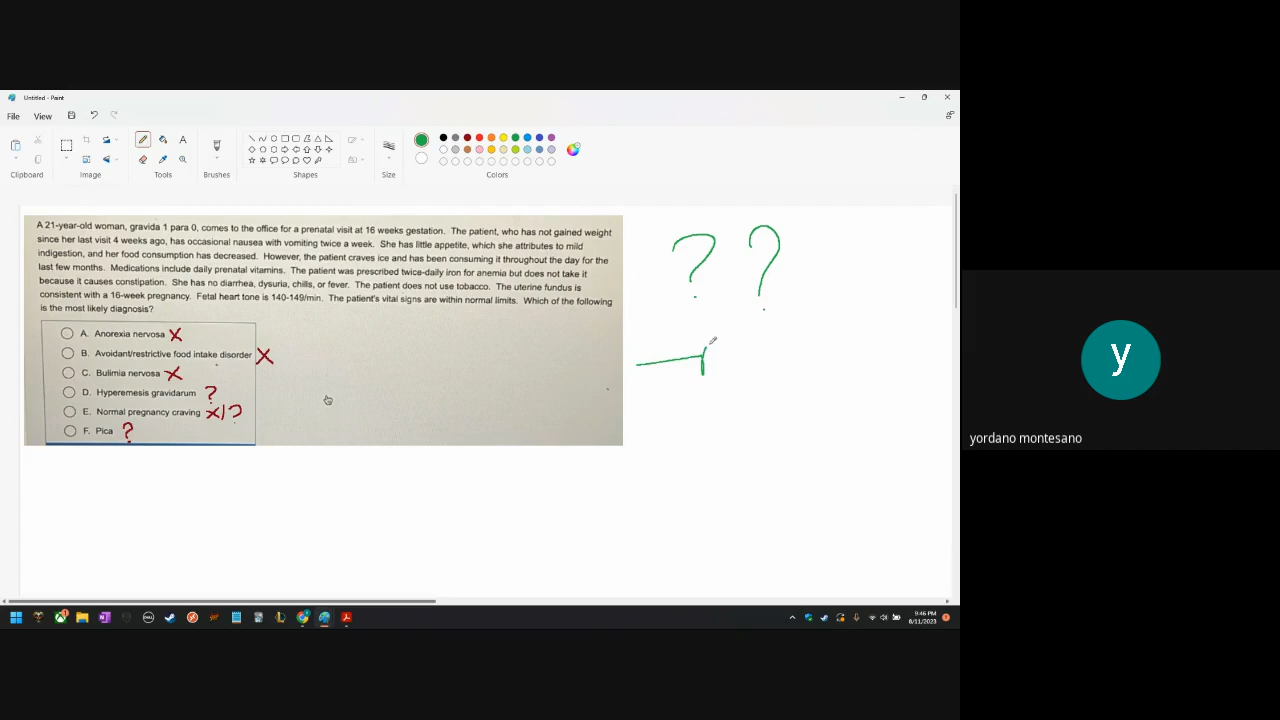 Untitled - Paint
File View
Clipboard Image Tools Brushes Shapes Size Colors
A 21-year-old woman, gravida 1 para 0, comes to the office for a prenatal visit at 16 weeks gestation. The patient, who has not gained weight
since her last visit 4 weeks ago, has occasional nausea with vomiting twice a week. She has little appetite, which she attributes to mild
indigestion, and her food consumption has decreased. However, the patient craves ice and has been consuming it throughout the day for the
last few months. Medications include daily prenatal vitamins. The patient was prescribed twice-daily iron for anemia but does not take it
because it causes constipation. She has no diarrhea, dysuria, chills, or fever. The patient does not use tobacco. The uterine fundus is
consistent with a 16-week pregnancy. Fetal heart tone is 140-149/min. The patient's vital signs are within normal limits. Which of the following
is the most likely diagnosis?
A. Anorexia nervosa X
B. Avoidant/restrictive food intake disorder X
C. Bulimia nervosa X
D. Hyperemesis gravidarum ?
E. Normal pregnancy craving X/?
F. Pica ?
? ?
y
yordano montesano
9:46 PM
8/11/2023